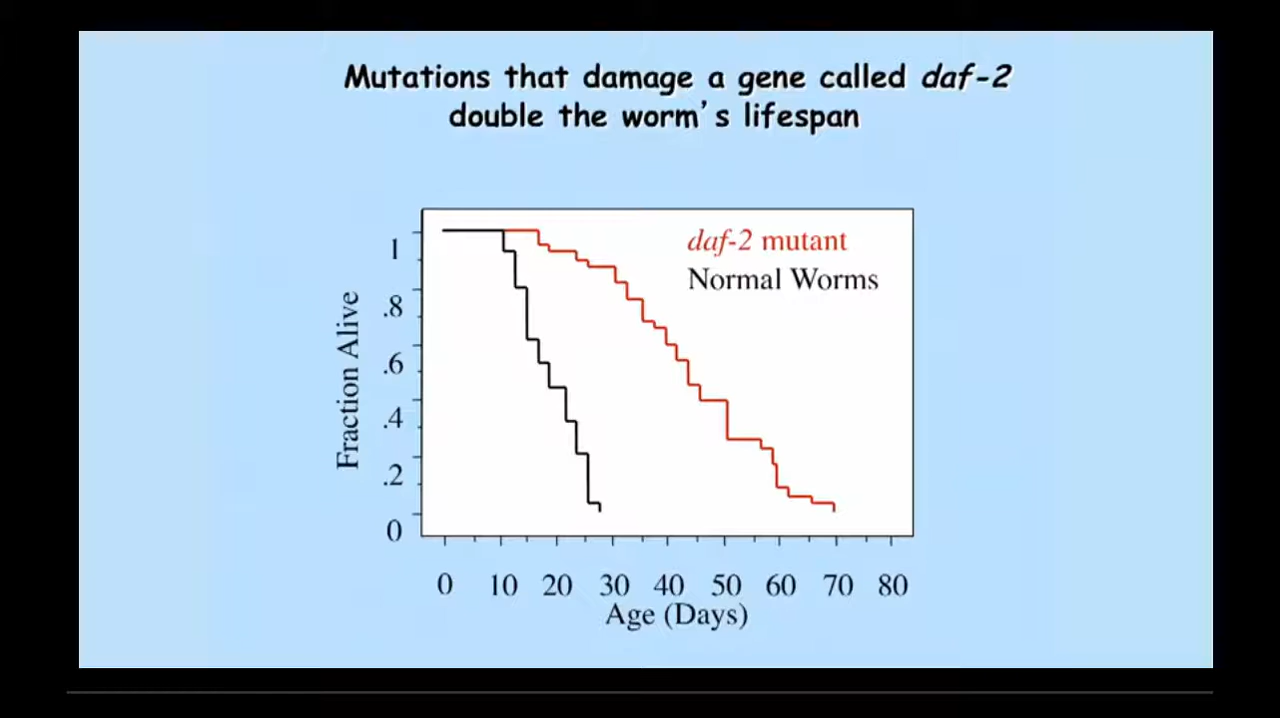 Mutations that damage a gene called daf-2
double the worm’s lifespan
daf-2 mutant
Normal Worms
Fraction Alive
1
.8
.6
.4
.2
0
0 10 20 30 40 50 60 70 80
Age (Days)